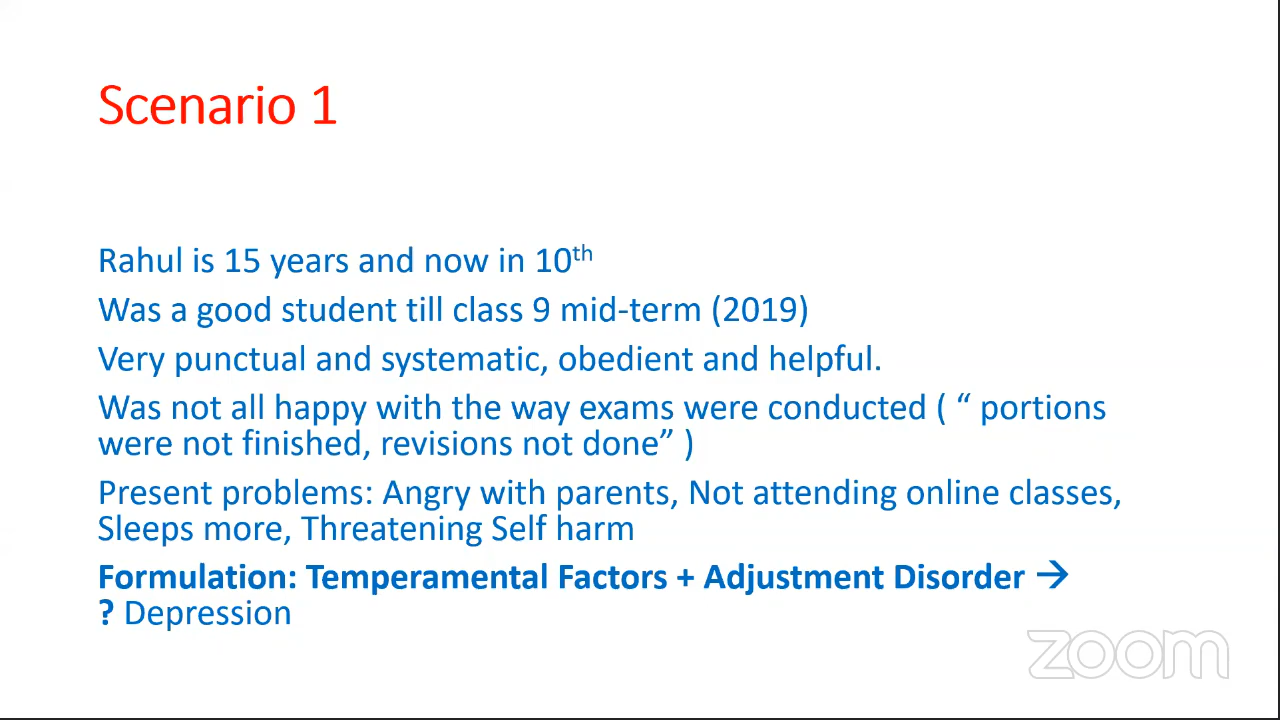 Scenario 1
Rahul is 15 years and now in 10th
Was a good student till class 9 mid-term (2019)
Very punctual and systematic, obedient and helpful.
Was not all happy with the way exams were conducted ( “ portions
were not finished, revisions not done” )
Present problems: Angry with parents, Not attending online classes,
Sleeps more, Threatening Self harm
Formulation: Temperamental Factors + Adjustment Disorder →
? Depression
zoom